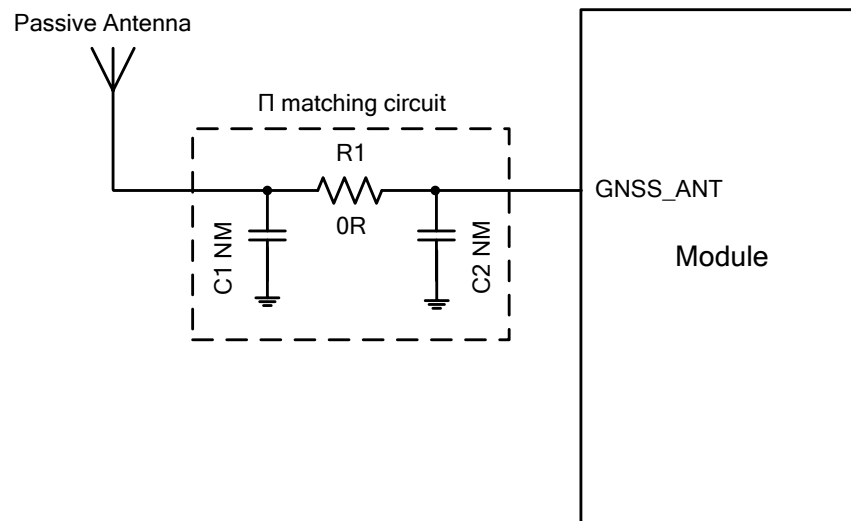 Passive Antenna
Π matching circuit
R1
0R
C1 NM
C2 NM
GNSS_ANT
Module